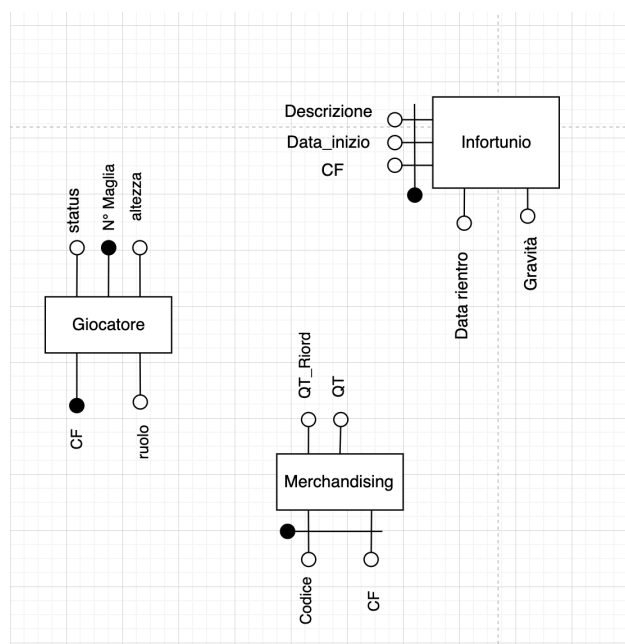 Descrizione
Data_inizio
CF
Infortunio
Data rientro
Gravità
status
N° Maglia
altezza
Giocatore
CF
ruolo
QT_Riord
QT
Merchandising
Codice
CF